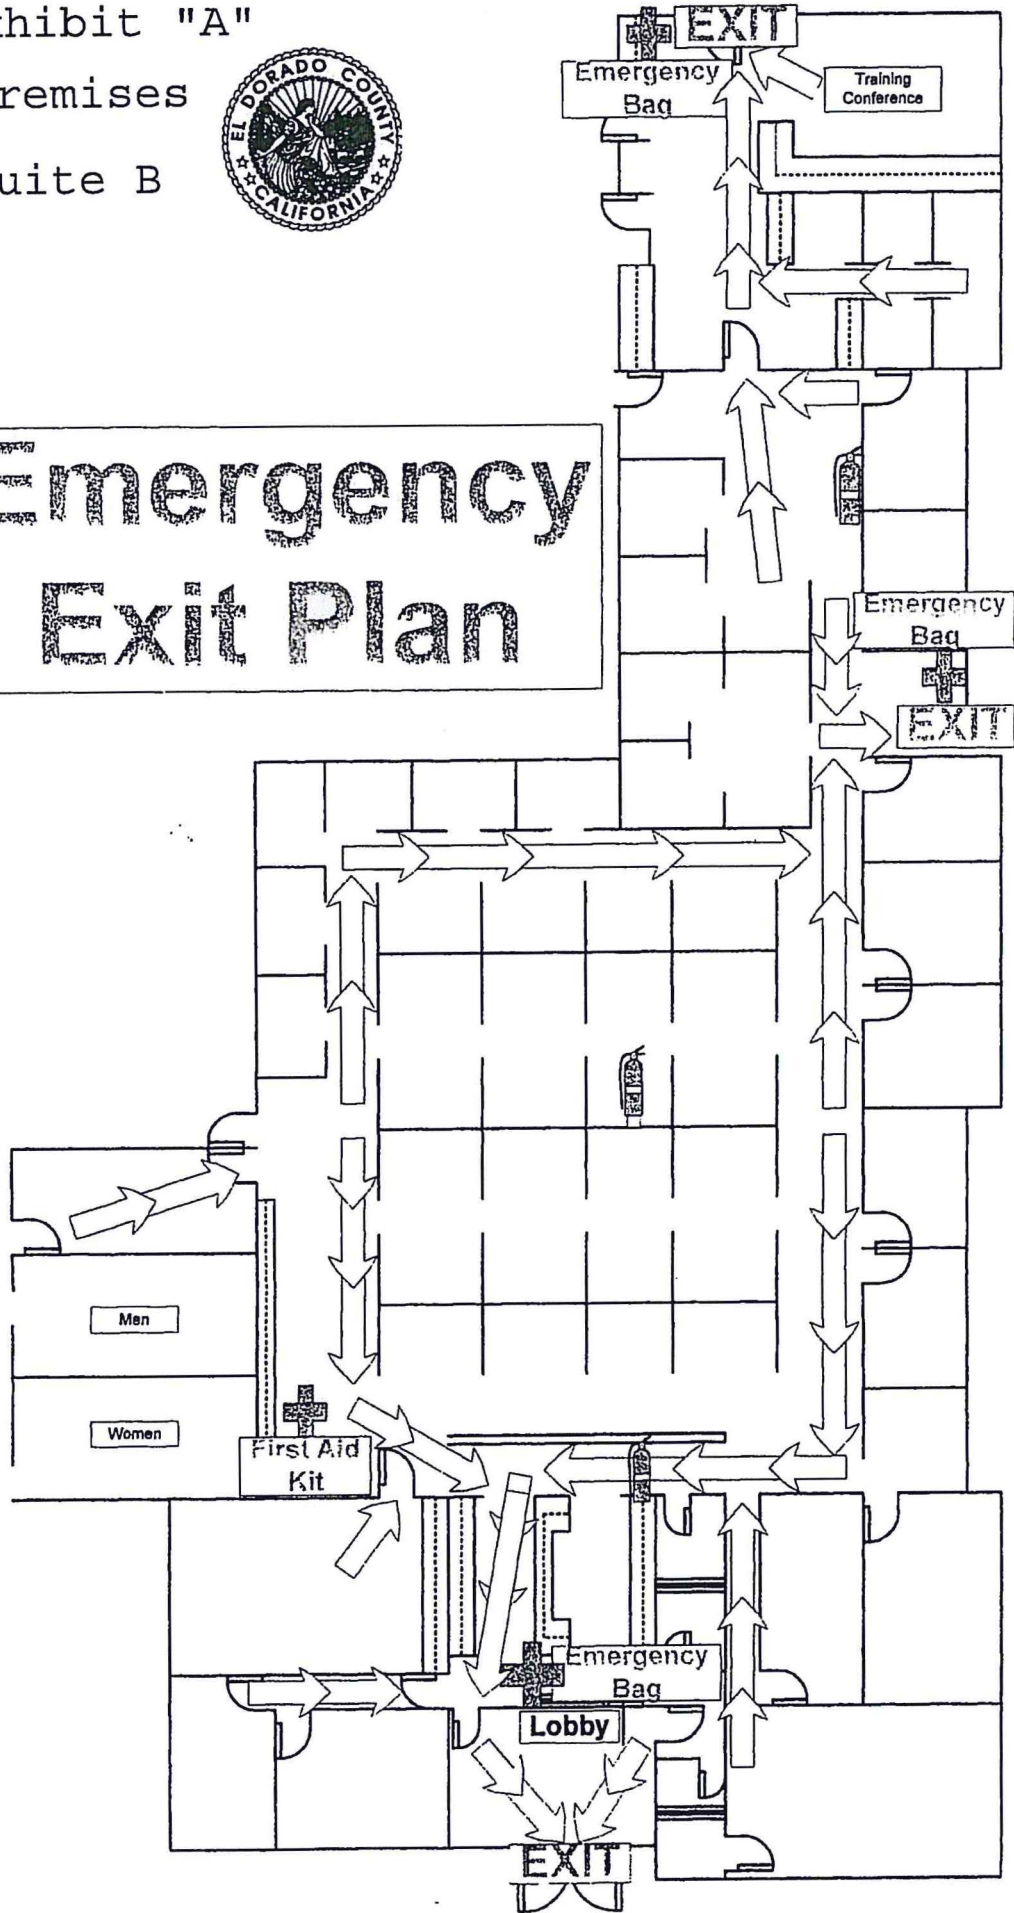 hibit "A"
remises
uite B
EL DORADO COUNTY
CALIFORNIA
EXIT
Emergency
Bag
Training
Conference
Emergency
Exit Plan
Emergency
Bag
EXIT
Men
Women
First Aid
Kit
Emergency
Bag
Lobby
EXIT